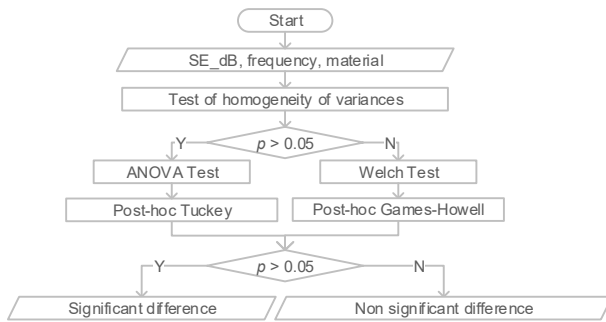 Start
SE_dB, frequency, material
Test of homogeneity of variances
Y
p > 0.05
N
ANOVA Test
Welch Test
Post-hoc Tuckey
Post-hoc Games-Howell
Y
p > 0.05
N
Significant difference
Non significant difference